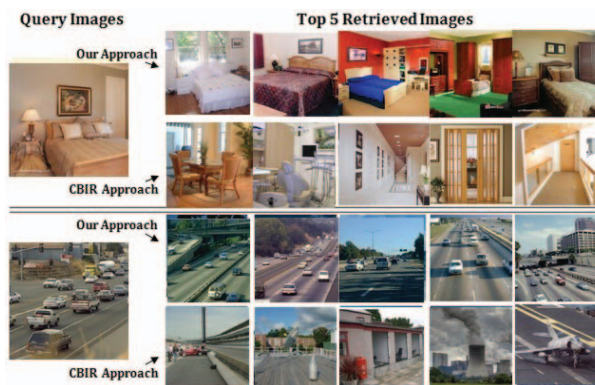 Query Images
Top 5 Retrieved Images
Our Approach
CBIR Approach
Our Approach
CBIR Approach